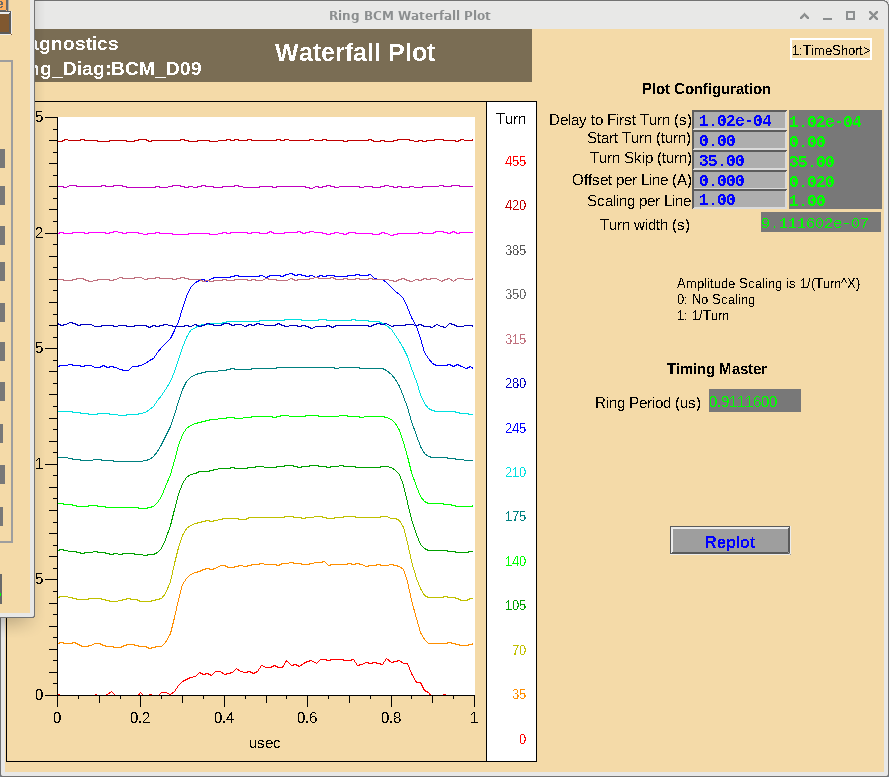 Ring BCM Waterfall Plot
agnostics
Waterfall Plot
ng_Diag:BCM_D09
1:TimeShort>
Plot Configuration
Delay to First Turn (s) 1.02e-04 1.02e-04
Start Turn (turn) 0.00 0.00
Turn Skip (turn) 35.00 35.00
Offset per Line (A) 0.000 0.020
Scaling per Line 1.00 1.00
Turn width (s) 9.111602e-07
Amplitude Scaling is 1/(Turn^X)
0: No Scaling
1: 1/Turn
Timing Master
Ring Period (us) 0.9111600
Replot
Turn
455
420
385
350
315
280
245
210
175
140
105
70
35
0
5
2
5
1
5
0
0 0.2 0.4 0.6 0.8 1
usec